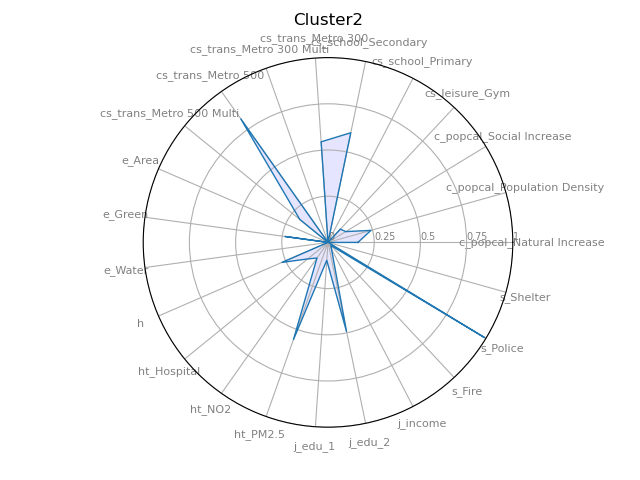 Cluster2
cs_trans_Metro 300
cs_school_Secondary
cs_trans_Metro 300 Multi
cs_school_Primary
cs_trans_Metro 500
cs_leisure_Gym
cs_trans_Metro 500 Multi
c_popcal_Social Increase
e_Area
c_popcal_Population Density
e_Green
0.25
0.5
0.75
1
c_popcal_Natural Increase
e_Water
s_Shelter
h
s_Police
ht_Hospital
s_Fire
ht_NO2
j_income
ht_PM2.5
j_edu_2
j_edu_1